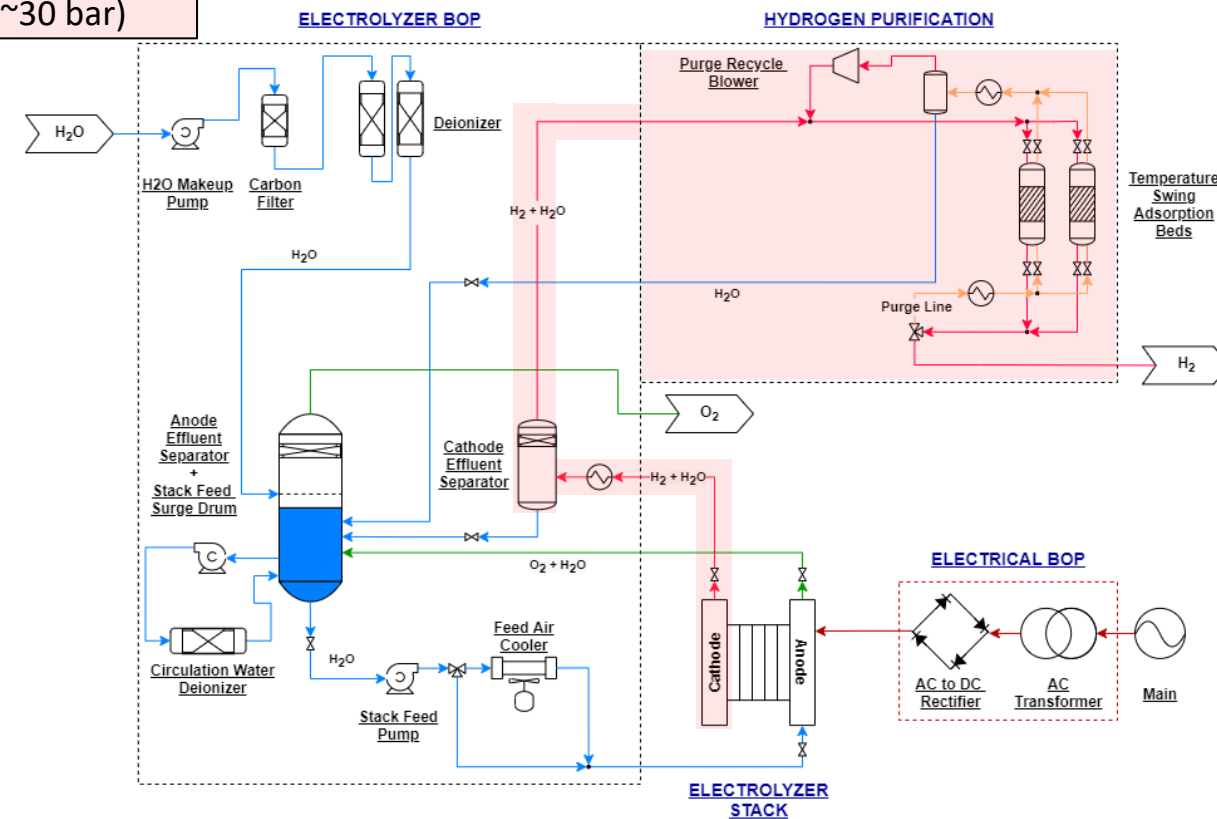 ~30 bar)
ELECTROLYZER BOP
HYDROGEN PURIFICATION
H₂O
H2O Makeup
Pump
Carbon
Filter
Deionizer
Purge Recycle
Blower
Temperature
Swing
Adsorption
Beds
H₂ + H₂O
H₂O
H₂O
Purge Line
H₂
O₂
Anode
Effluent
Separator
+
Stack Feed
Surge Drum
Cathode
Effluent
Separator
H₂ + H₂O
O₂ + H₂O
Circulation Water
Deionizer
H₂O
Stack Feed
Pump
Feed Air
Cooler
Cathode
Anode
ELECTROLYZER
STACK
ELECTRICAL BOP
AC to DC
Rectifier
AC
Transformer
Main
C
C
C